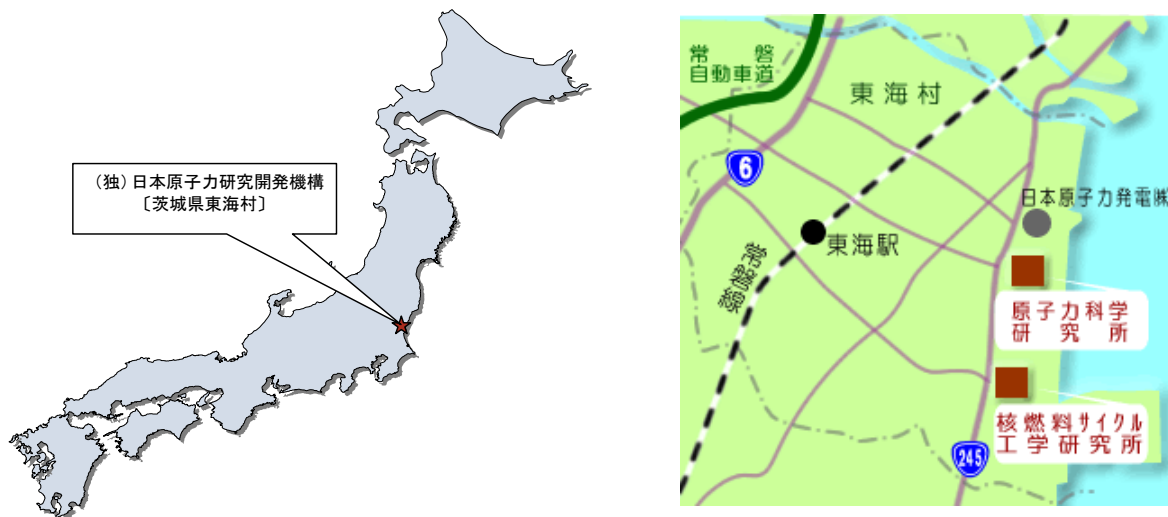 (独)日本原子力研究開発機構
〔茨城県東海村〕
常磐
自動車道
東海村
6
日本原子力発電㈱
東海駅
常磐線
原子力科学
研究所
核燃料サイクル
工学研究所
245